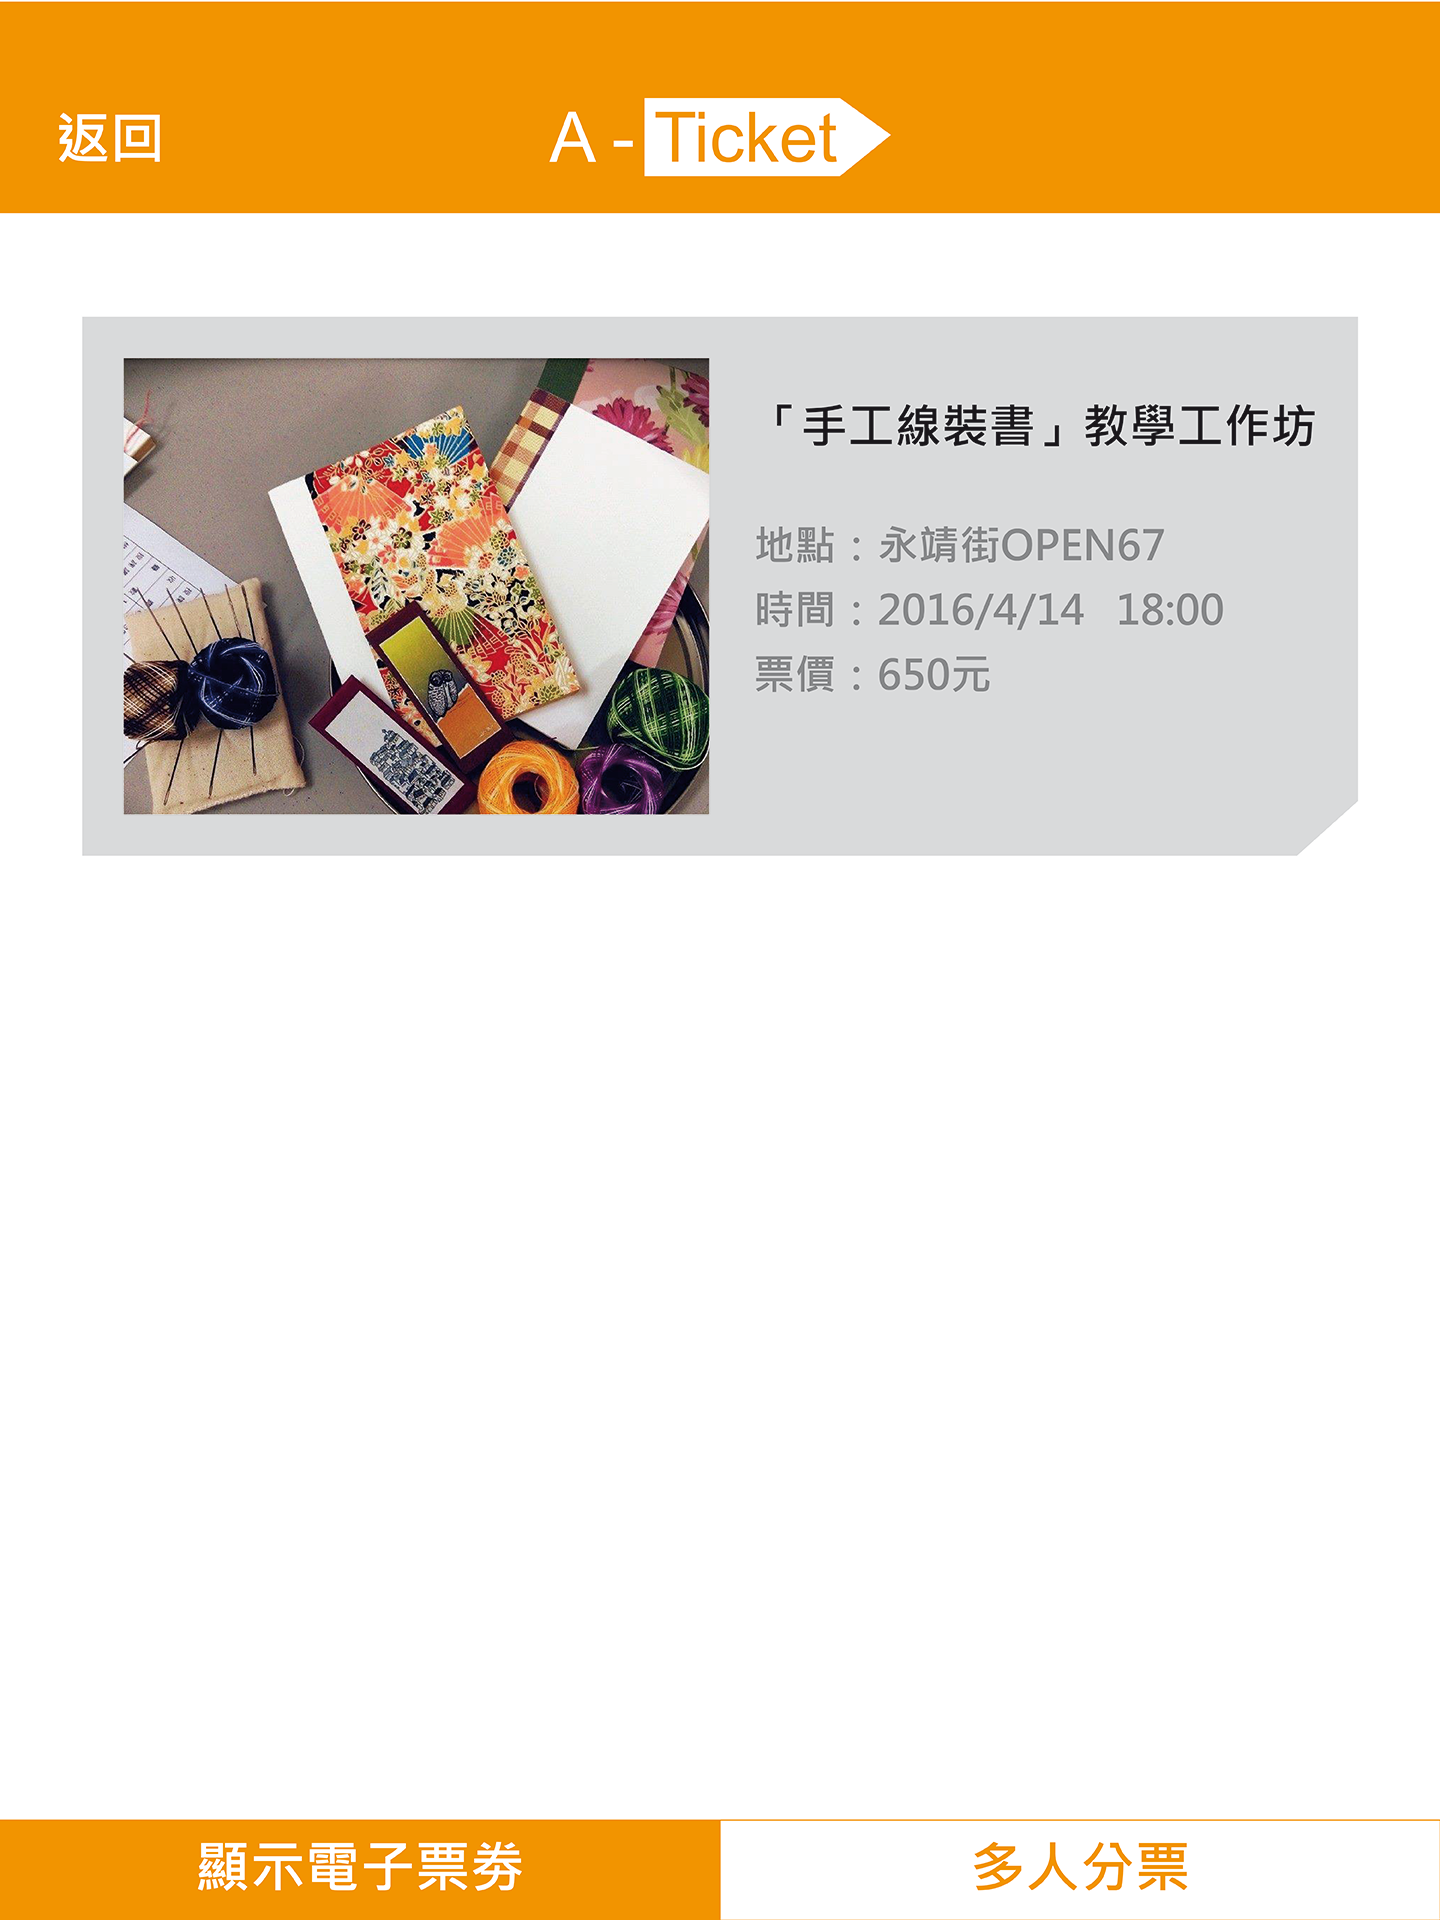 返回
A - Ticket
「手工線裝書」教學工作坊
地點：永靖街OPEN67
時間：2016/4/14 18:00
票價：650元
顯示電子票券
多人分票